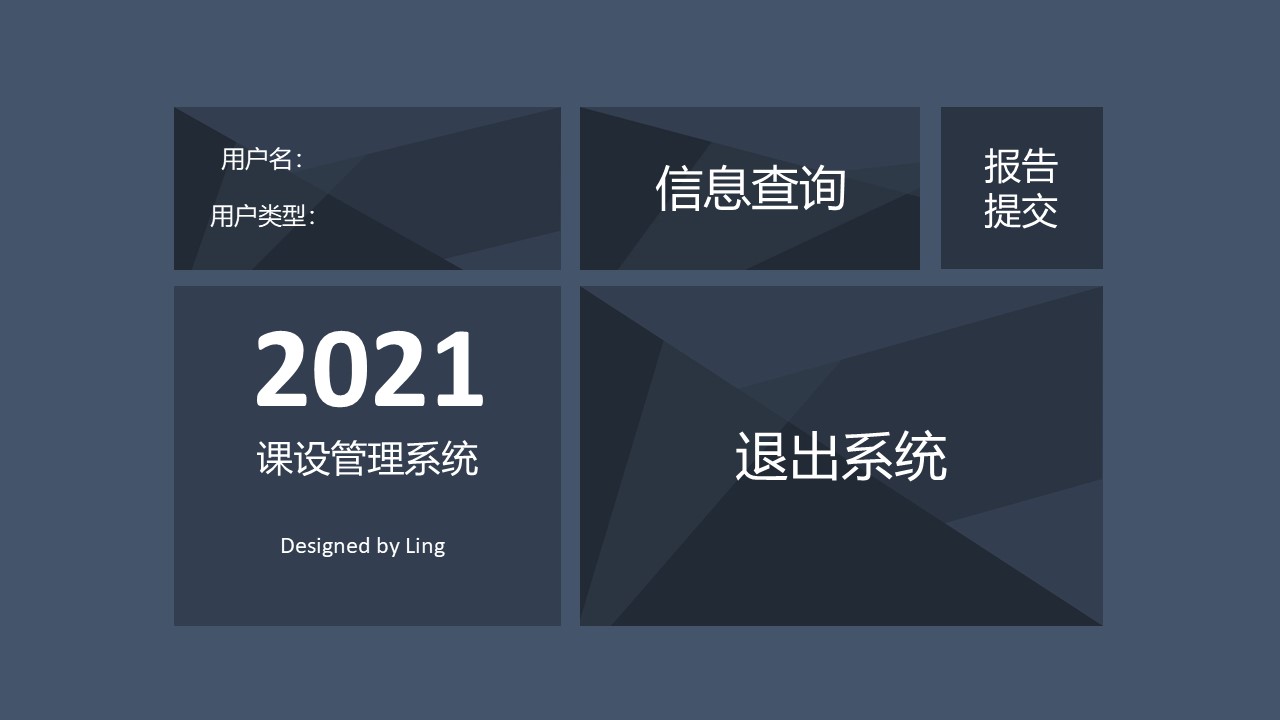 用户名：
用户类型：
信息查询
报告
提交
2021
课设管理系统
Designed by Ling
退出系统